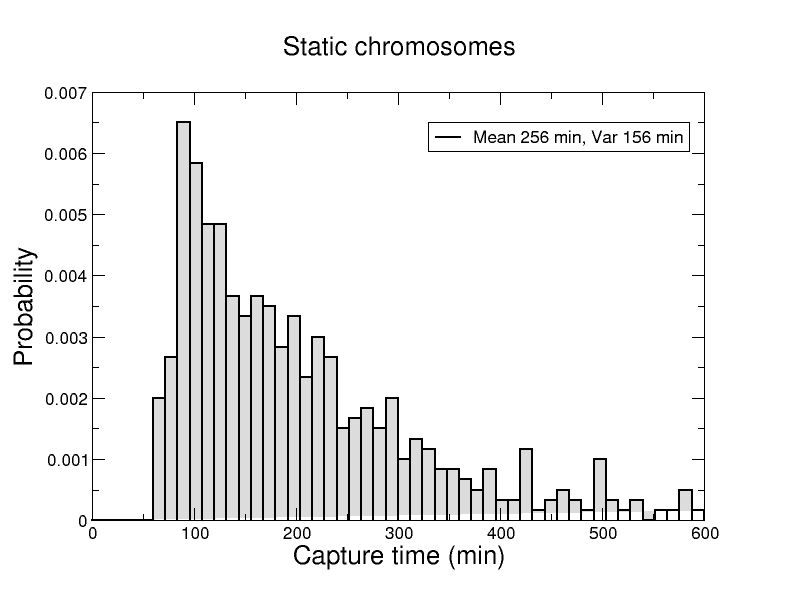 Static chromosomes
0.007
0.006
0.005
0.004
0.003
0.002
0.001
0
Probability
Mean 256 min, Var 156 min
0 100 200 300 400 500 600
Capture time (min)